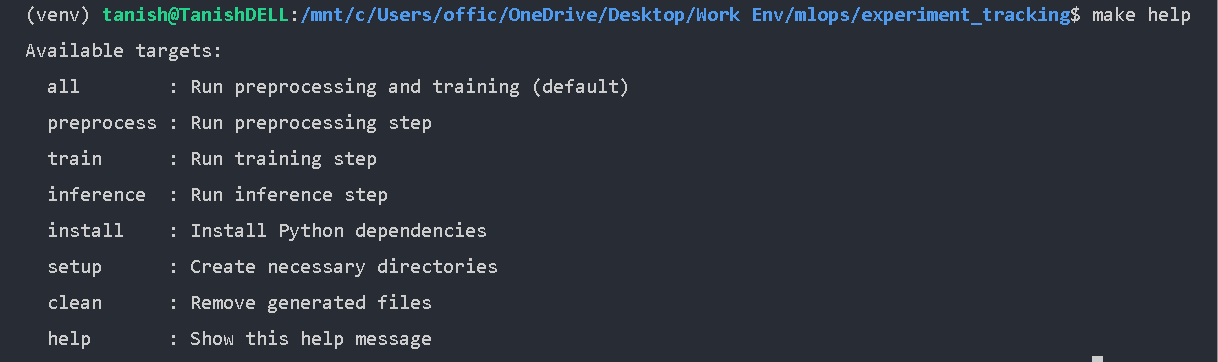 (venv) tanish@TanishDELL:/mnt/c/Users/offic/OneDrive/Desktop/Work Env/mlops/experiment_tracking$ make help
Available targets:
  all        : Run preprocessing and training (default)
  preprocess : Run preprocessing step
  train      : Run training step
  inference  : Run inference step
  install    : Install Python dependencies
  setup      : Create necessary directories
  clean      : Remove generated files
  help       : Show this help message